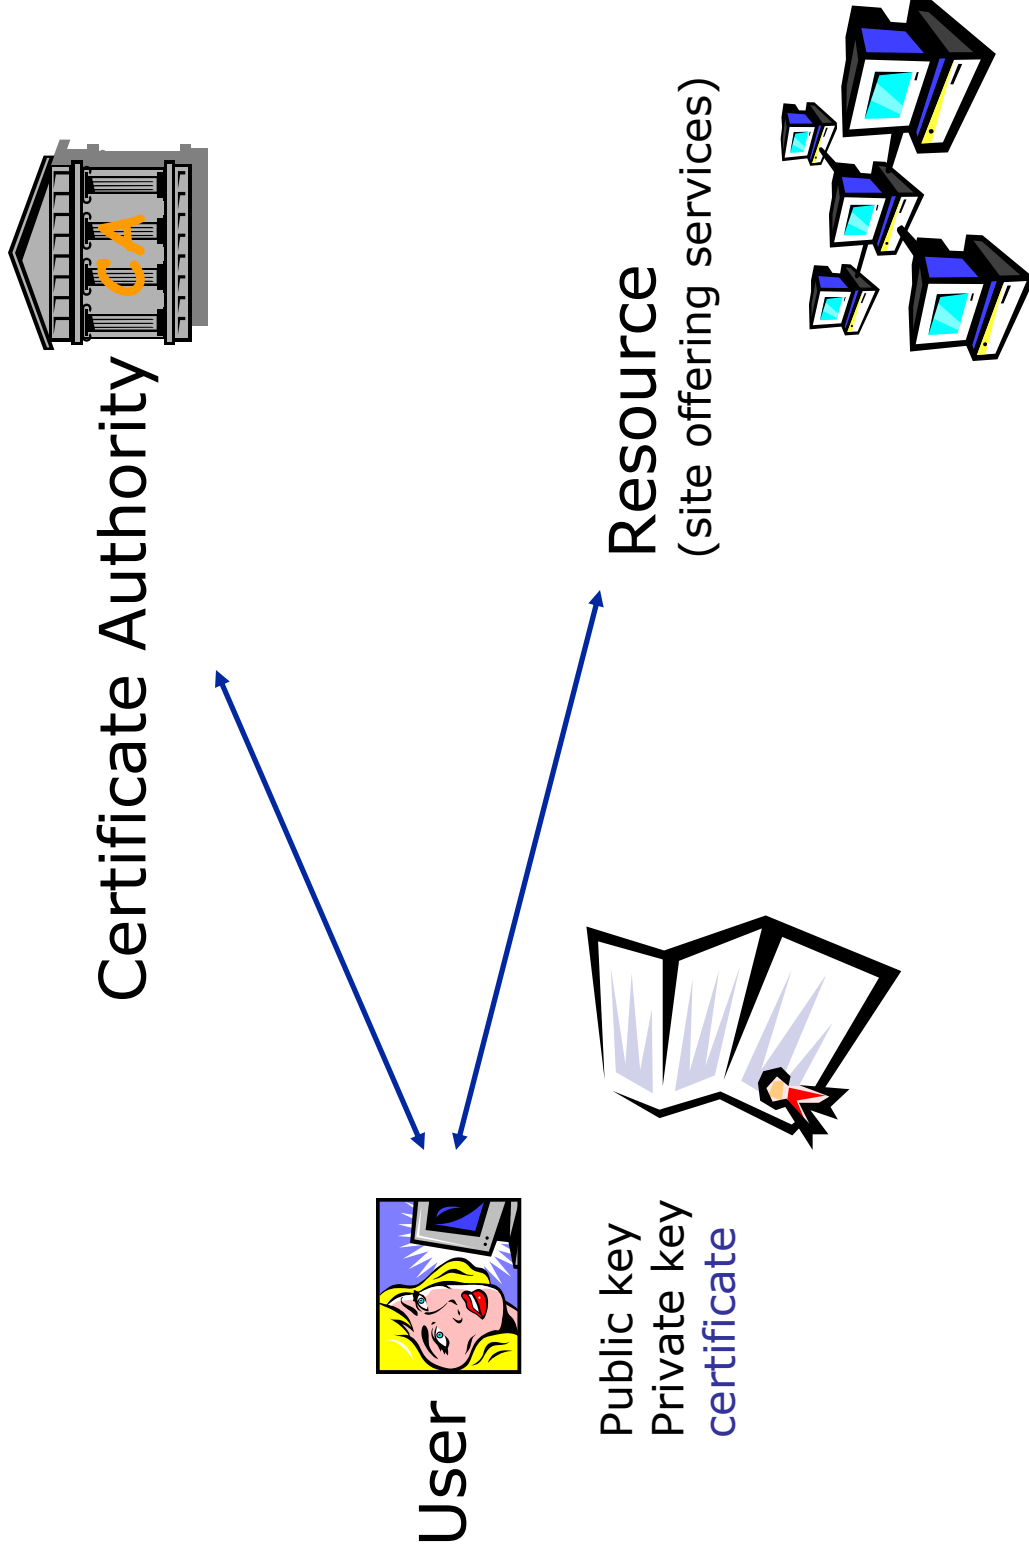 Certificate Authority
CA
User
Resource
(site offering services)
Public key
Private key
certificate